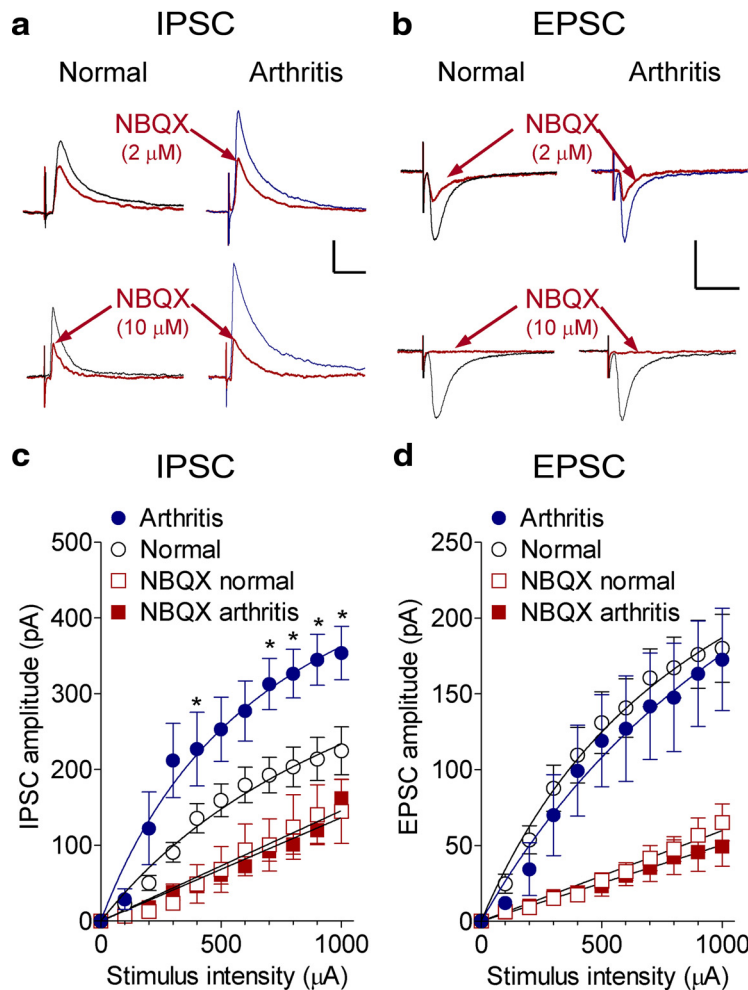 a IPSC
Normal Arthritis
NBQX
(2 μM)
NBQX
(10 μM)
b EPSC
Normal Arthritis
NBQX
(2 μM)
NBQX
(10 μM)
c IPSC
Arthritis
Normal
NBQX normal
NBQX arthritis
500
400
300
200
100
0
IPSC amplitude (pA)
* * * * *
0 500 1000
Stimulus intensity (μA)
d EPSC
Arthritis
Normal
NBQX normal
NBQX arthritis
250
200
150
100
50
0
EPSC amplitude (pA)
0 500 1000
Stimulus intensity (μA)